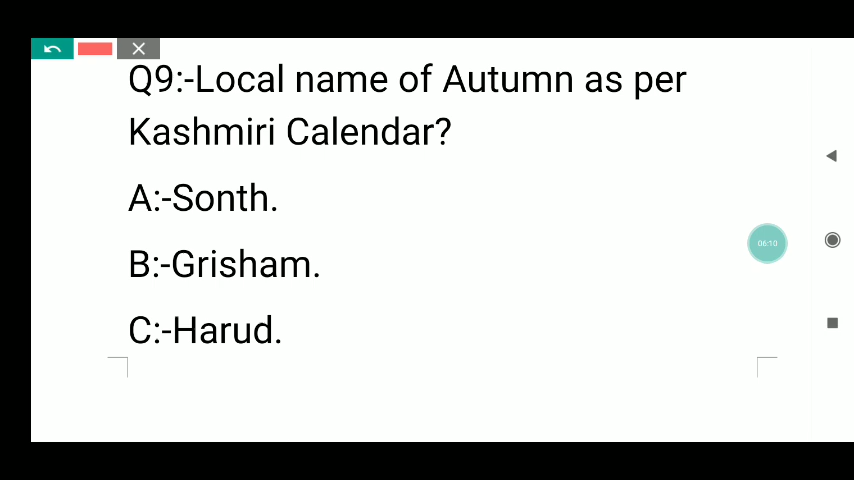 Q9:-Local name of Autumn as per
Kashmiri Calendar?
A:-Sonth.
B:-Grisham.
C:-Harud.
06:10